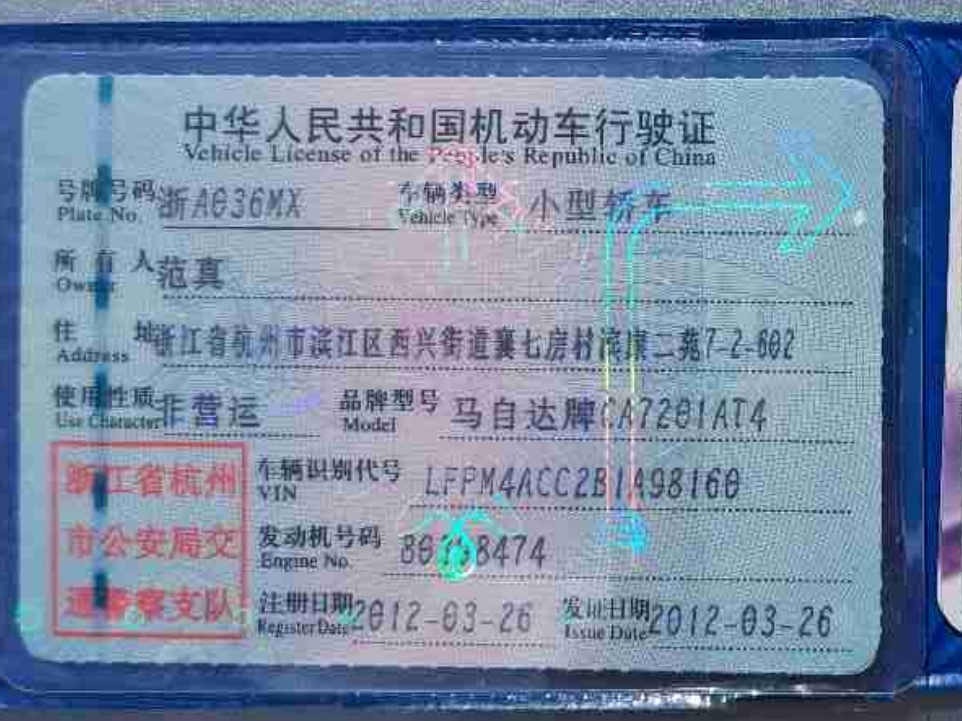 中华人民共和国机动车行驶证
Vehicle License of the People's Republic of China
号牌号码 浙A036MX 车辆类型 小型轿车
Plate No. Vehicle Type
所有人 范真
Owner
住址 浙江省杭州市滨江区西兴街道襄七房村滨康二苑7-2-602
Address
使用性质 非营运 品牌型号 马自达牌CA7201AT4
Use Character Model
浙江省杭州 车辆识别代号 LFPM4ACC2B1A98160
VIN
市公安局交 发动机号码
Engine No.
通警察支队 注册日期 2012-03-26 发证日期 2012-03-26
Register Date Issue Date